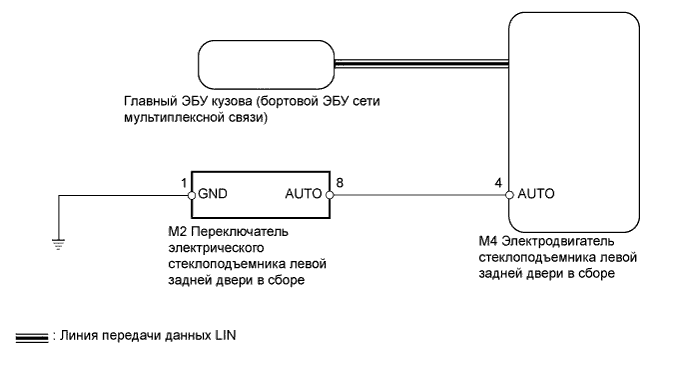 Главный ЭБУ кузова (бортовой ЭБУ сети
мультиплексной связи)
1
GND
AUTO
8
4
AUTO
M2 Переключатель
электрического
стеклоподъемника левой
задней двери в сборе
M4 Электродвигатель
стеклоподъемника левой
задней двери в сборе
: Линия передачи данных LIN